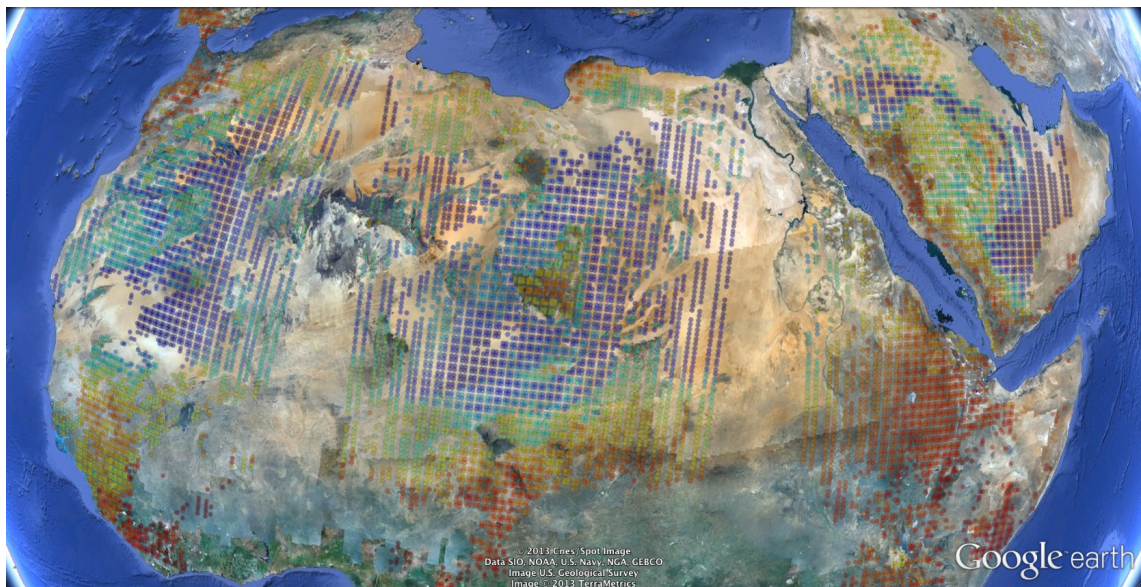 © 2013 Cnes/Spot Image
Data SIO, NOAA, U.S. Navy, NGA, GEBCO
Image U.S. Geological Survey
Image © 2013 TerraMetrics
Google earth